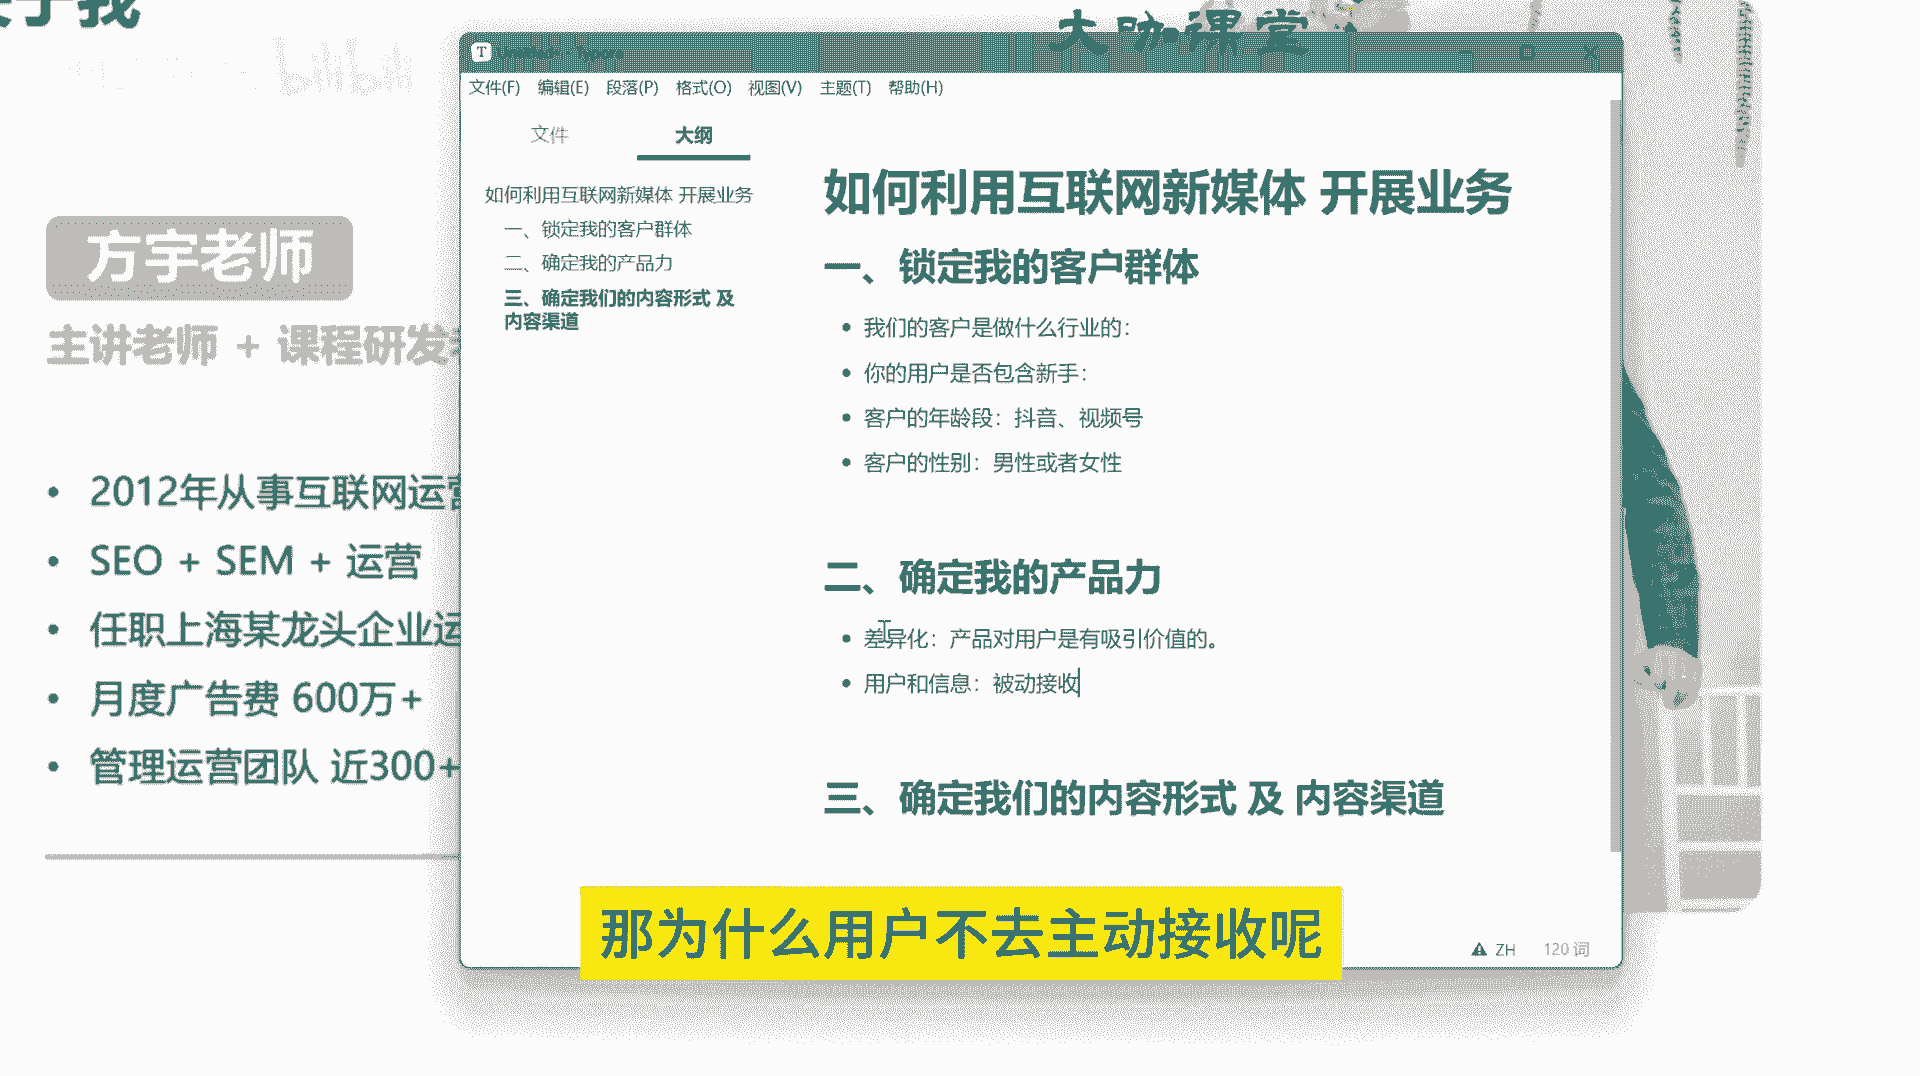 大咖课堂
bilibili
方宇老师
主讲老师 + 课程研发
2012年从事互联网运营
SEO + SEM + 运营
任职上海某龙头企业运
月度广告费 600万+
管理运营团队 近300+
文件(F) 编辑(E) 段落(P) 格式(O) 视图(V) 主题(T) 帮助(H)
文件 大纲
如何利用互联网新媒体 开展业务
一、锁定我的客户群体
二、确定我的产品力
三、确定我们的内容形式 及
内容渠道
如何利用互联网新媒体 开展业务
一、锁定我的客户群体
我们的客户是做什么行业的：
你的用户是否包含新手：
客户的年龄段：抖音、视频号
客户的性别：男性或者女性
二、确定我的产品力
差异化：产品对用户是有吸引价值的。
用户和信息：被动接收
三、确定我们的内容形式 及 内容渠道
那为什么用户不去主动接收呢
ZH 120 词